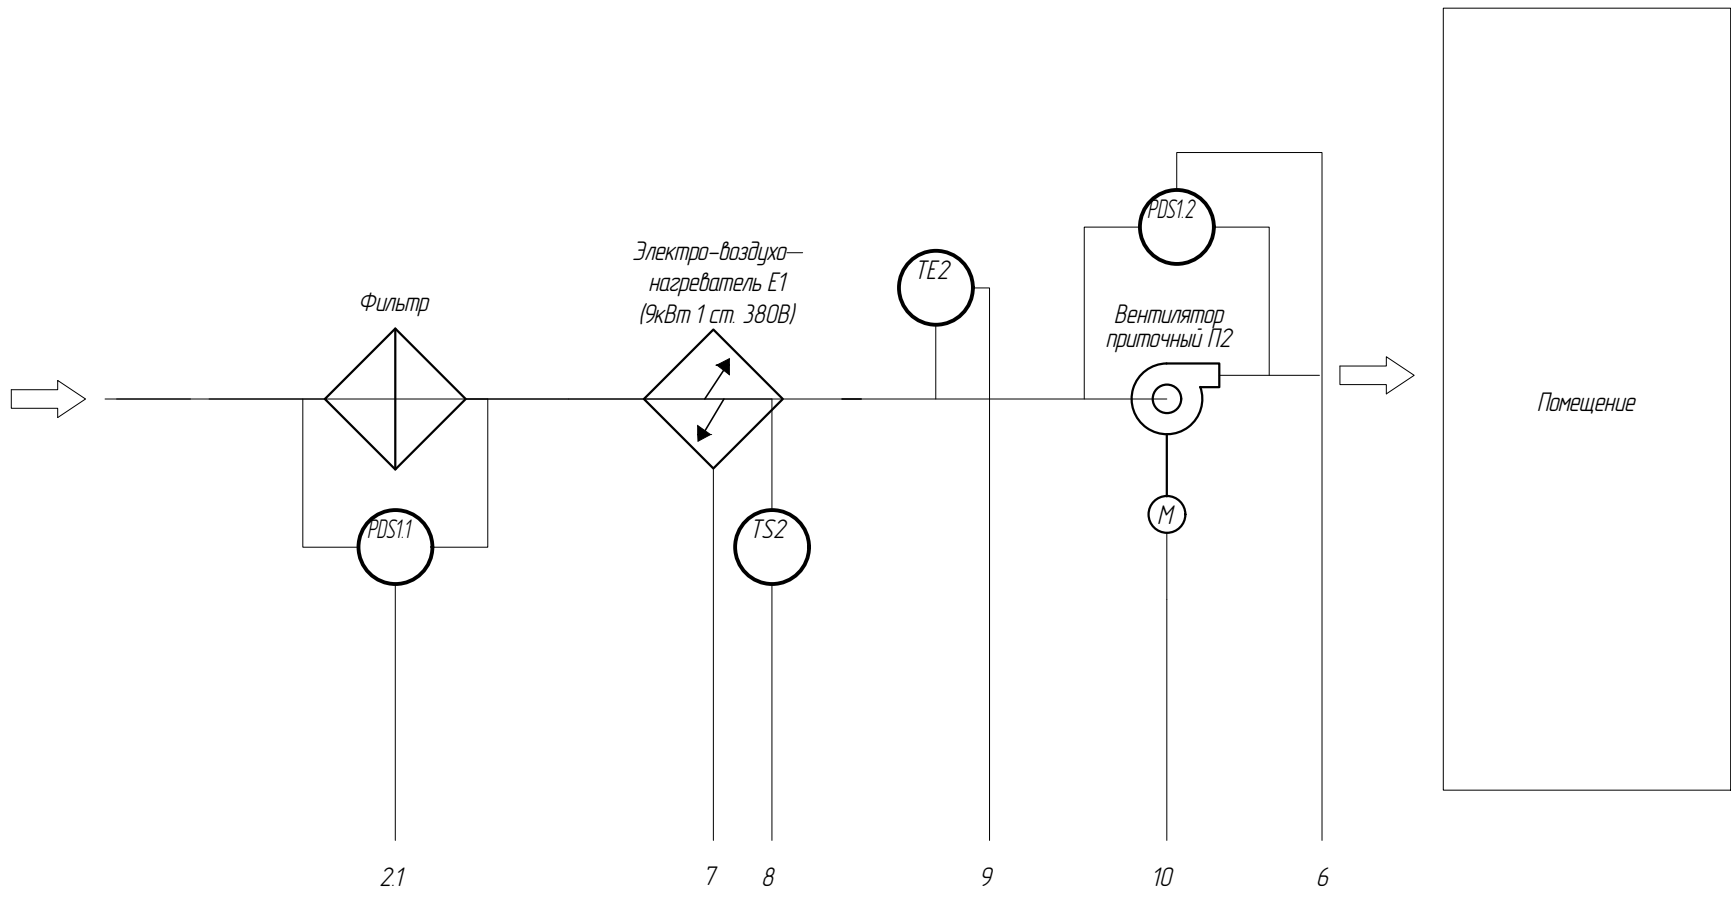 Фильтр
Электро-воздухо-
нагреватель Е1
(9кВт 1 ст. 380В)
Вентилятор
приточный П2
Помещение
PDS1.1
TS2
TE2
PDS1.2
M
2.1
7
8
9
10
6